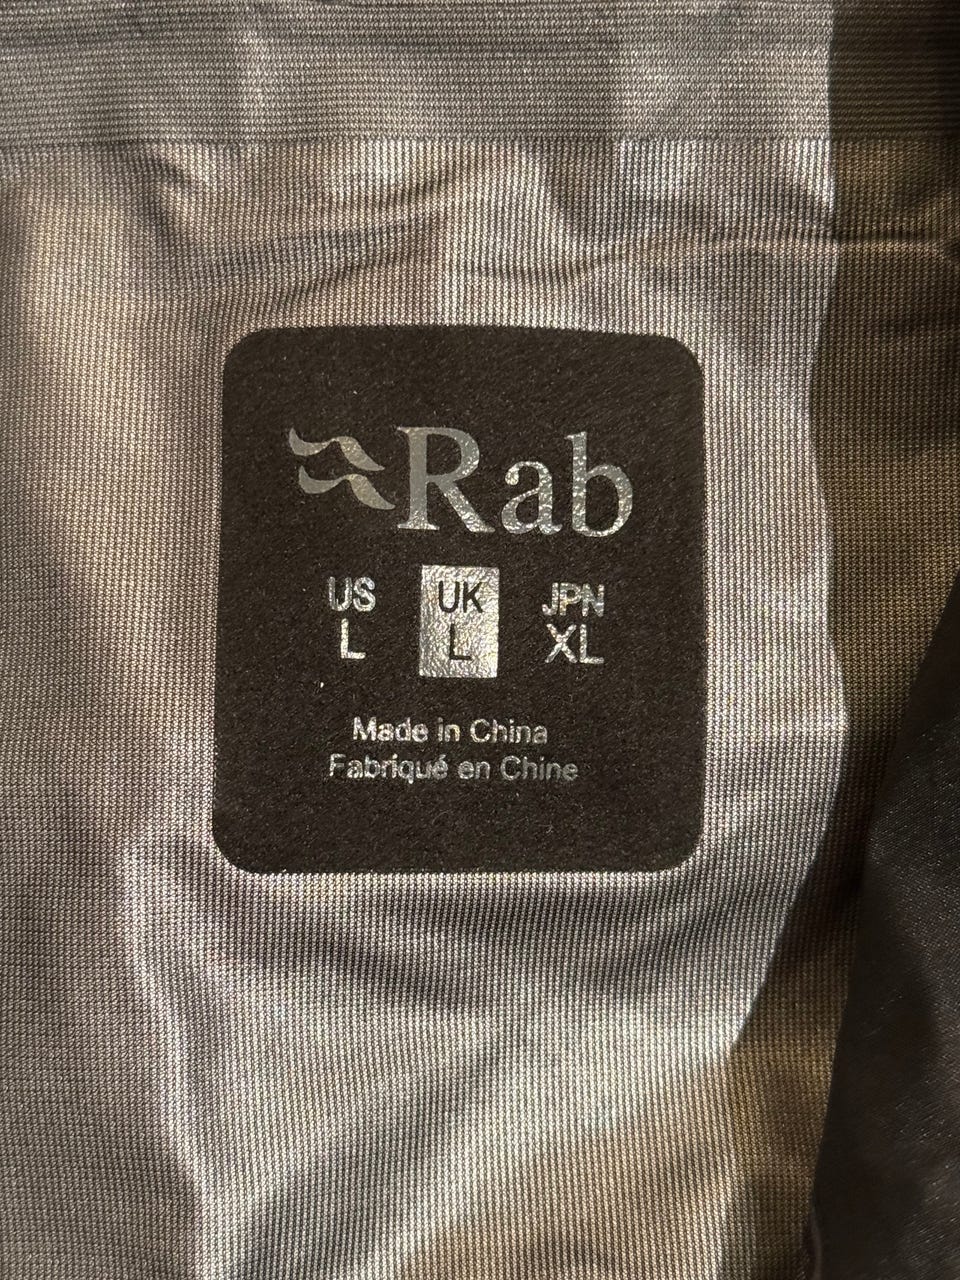 Rab
US UK JPN
L L XL
Made in China
Fabriqué en Chine